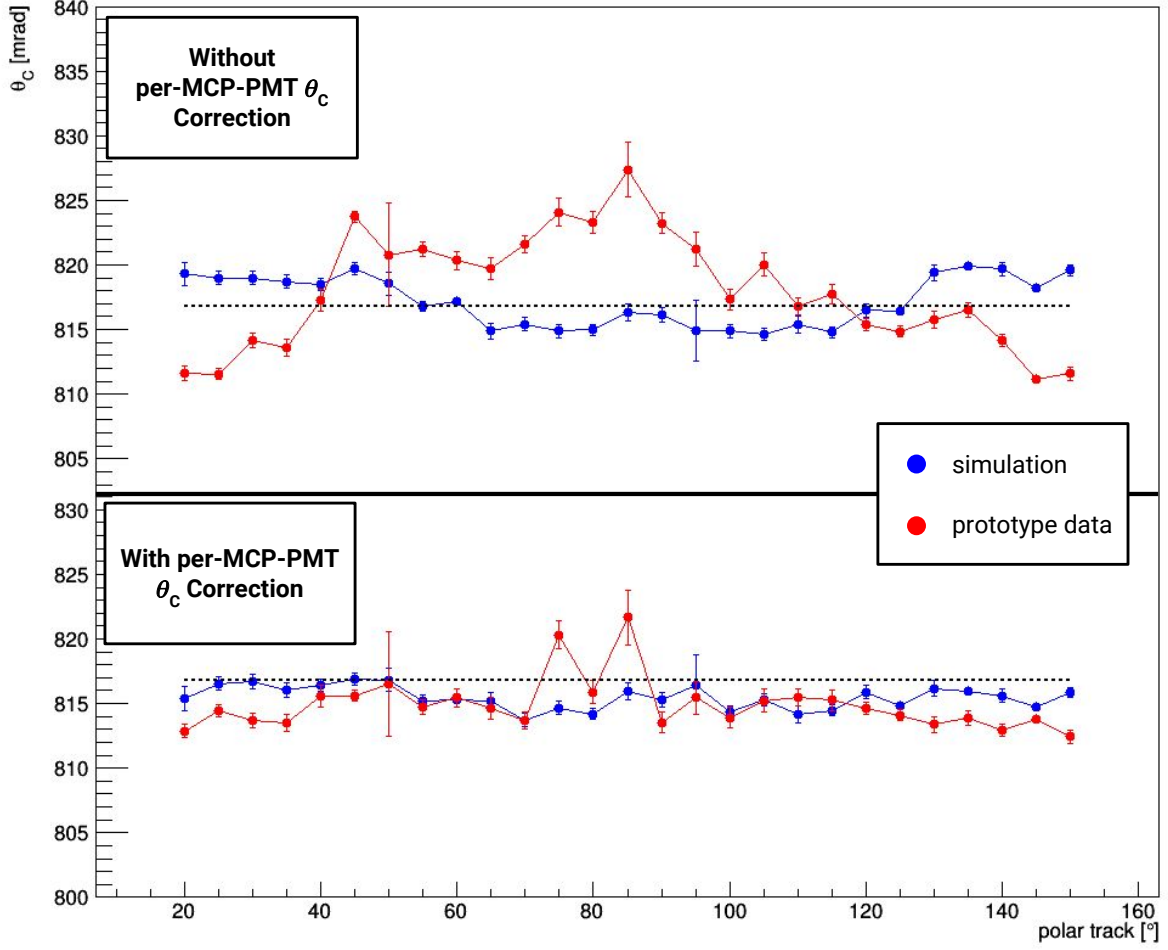 840
θC [mrad]
835
830
825
820
815
810
805
Without
per-MCP-PMT θC
Correction
simulation
prototype data
830
825
820
815
810
805
800
With per-MCP-PMT
θC Correction
20 40 60 80 100 120 140 160
polar track [°]